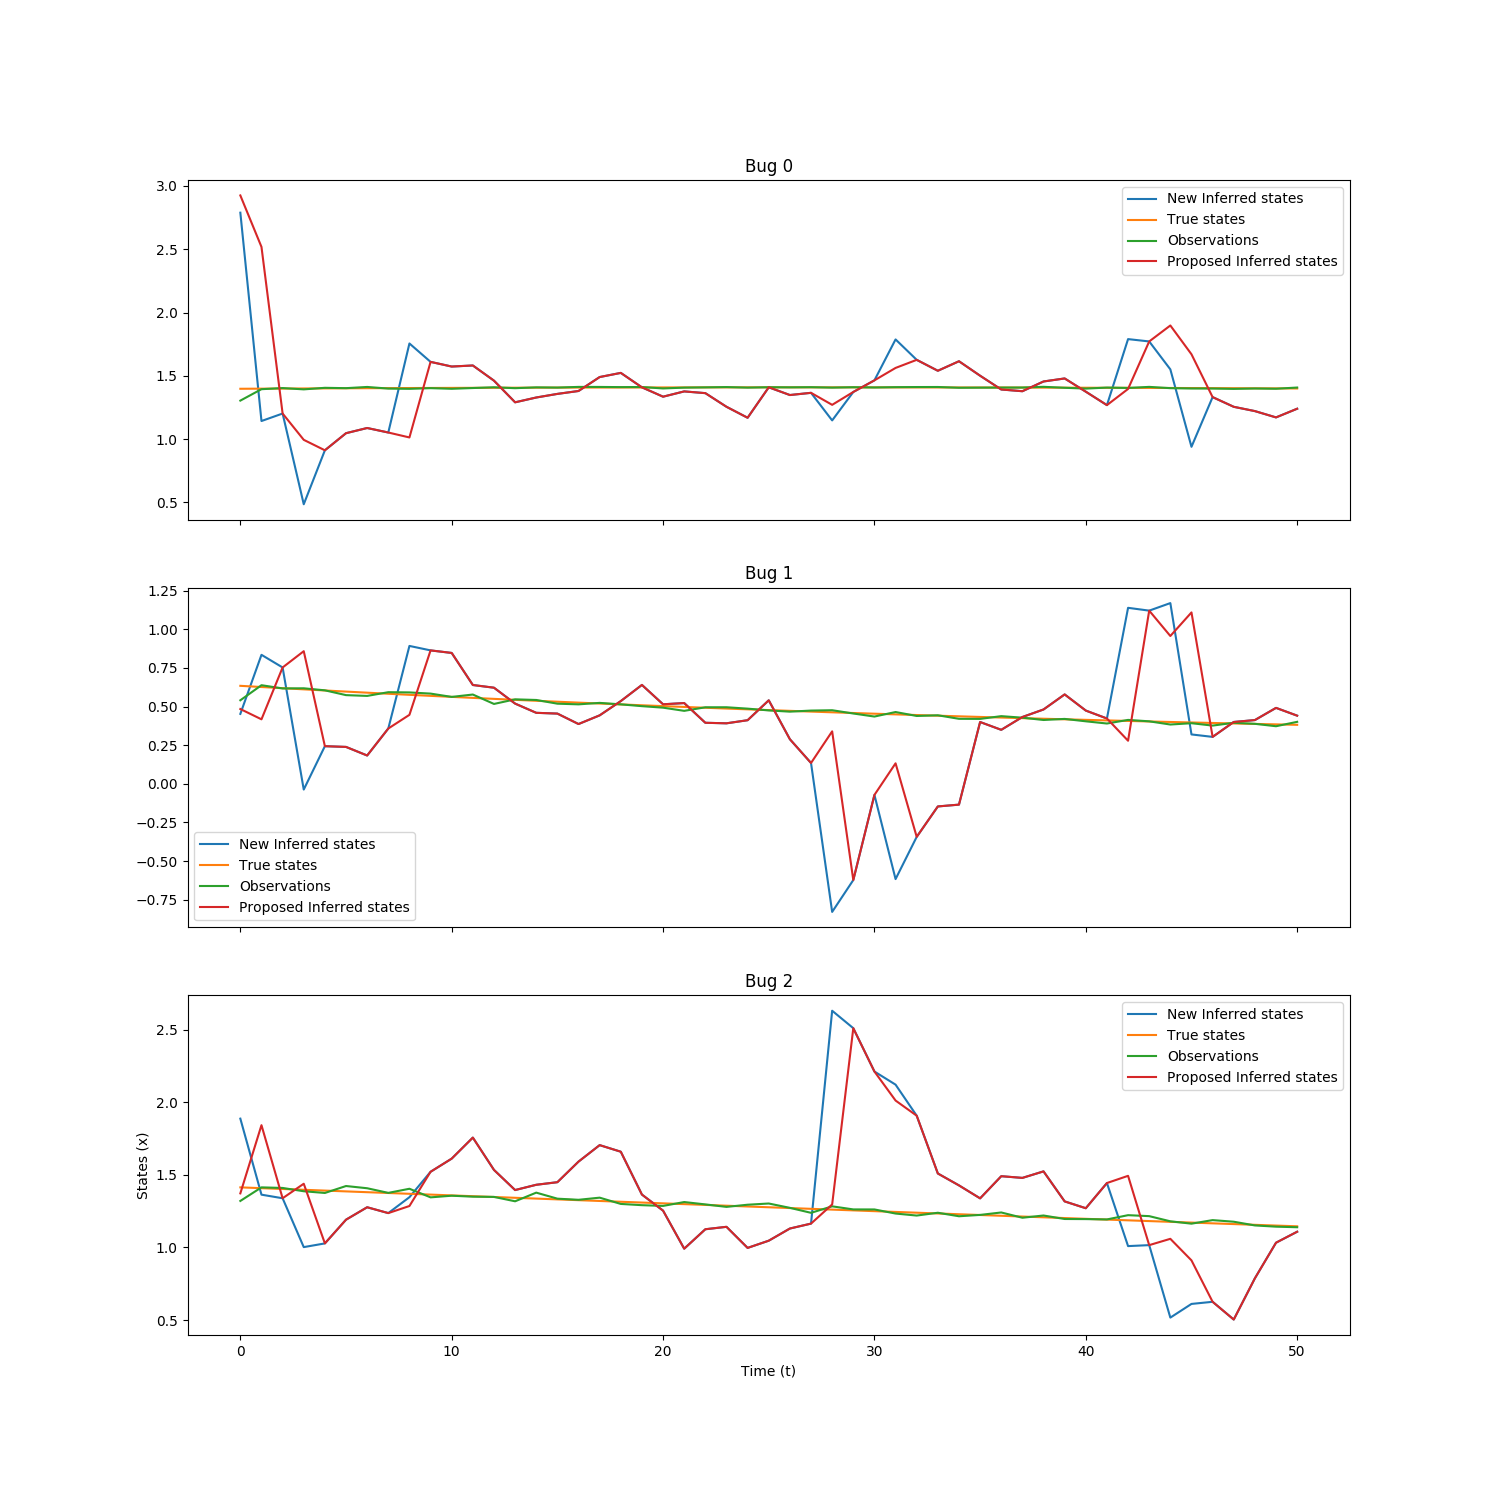 Bug 0
3.0
2.5
2.0
1.5
1.0
0.5
New Inferred states
True states
Observations
Proposed Inferred states
Bug 1
1.25
1.00
0.75
0.50
0.25
0.00
−0.25
−0.50
−0.75
New Inferred states
True states
Observations
Proposed Inferred states
Bug 2
2.5
2.0
1.5
1.0
0.5
States (x)
New Inferred states
True states
Observations
Proposed Inferred states
0 10 20 30 40 50
Time (t)